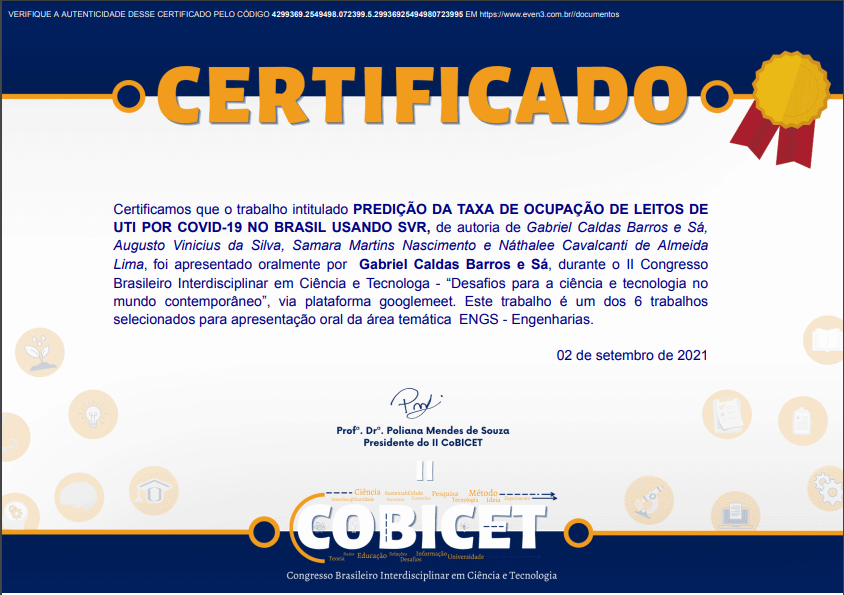 VERIFIQUE A AUTENTICIDADE DESSE CERTIFICADO PELO CÓDIGO 4299369.2549498.072399.5.29936925494980723995 EM https://www.even3.com.br//documentos
CERTIFICADO
Certificamos que o trabalho intitulado PREDIÇÃO DA TAXA DE OCUPAÇÃO DE LEITOS DE
UTI POR COVID-19 NO BRASIL USANDO SVR, de autoria de Gabriel Caldas Barros e Sá,
Augusto Vinicius da Silva, Samara Martins Nascimento e Náthalee Cavalcanti de Almeida
Lima, foi apresentado oralmente por Gabriel Caldas Barros e Sá, durante o II Congresso
Brasileiro Interdisciplinar em Ciência e Tecnologa - “Desafios para a ciência e tecnologia no
mundo contemporâneo”, via plataforma googlemeet. Este trabalho é um dos 6 trabalhos
selecionados para apresentação oral da área temática ENGS - Engenharias.
02 de setembro de 2021
Profª. Drª. Poliana Mendes de Souza
Presidente do II CoBICET
II
Ciência Sustentabilidade Pesquisa Método
Interdisciplinaridade Tecnologia Ideia
COBICET
Teoria Educação Desafios Informação Universidade
Congresso Brasileiro Interdisciplinar em Ciência e Tecnologia